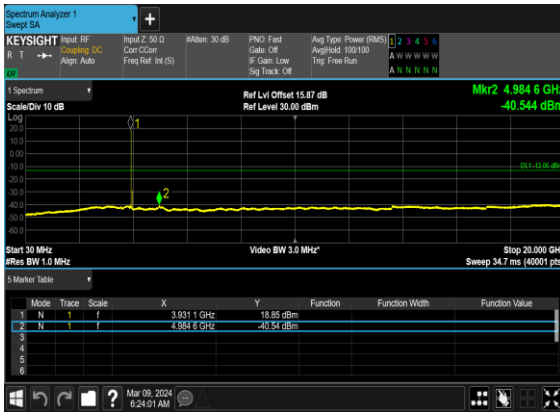 Spectrum Analyzer 1
Swept SA
KEYSIGHT Input: RF Input Z: 50 Ω #Atten: 30 dB PNO: Fast Avg Type: Power (RMS) 1 2 3 4 5 6
R T Coupling: DC Corr CCorr Gate: Off Avg|Hold: 100/100 A W W W W W
Align: Auto Freq Ref: Int (S) IF Gain: Low Trig: Free Run
LXI Sig Track: Off A N N N N N
1 Spectrum Ref Lvl Offset 15.87 dB Mkr2 4.984 6 GHz
Scale/Div 10 dB Ref Level 30.00 dBm -40.544 dBm
Log
20.0
10.0
0.00
-10.0
DL1 -13.00 dBm
-20.0
-30.0
-40.0
-50.0
-60.0
1
2
Start 30 MHz Video BW 3.0 MHz* Stop 20.000 GHz
#Res BW 1.0 MHz Sweep 34.7 ms (40001 pts)
5 Marker Table
Mode Trace Scale X Y Function Function Width Function Value
1 N 1 f 3.931 1 GHz 18.85 dBm
2 N 1 f 4.984 6 GHz -40.54 dBm
3
4
5
6
Mar 09, 2024
6:24:01 AM